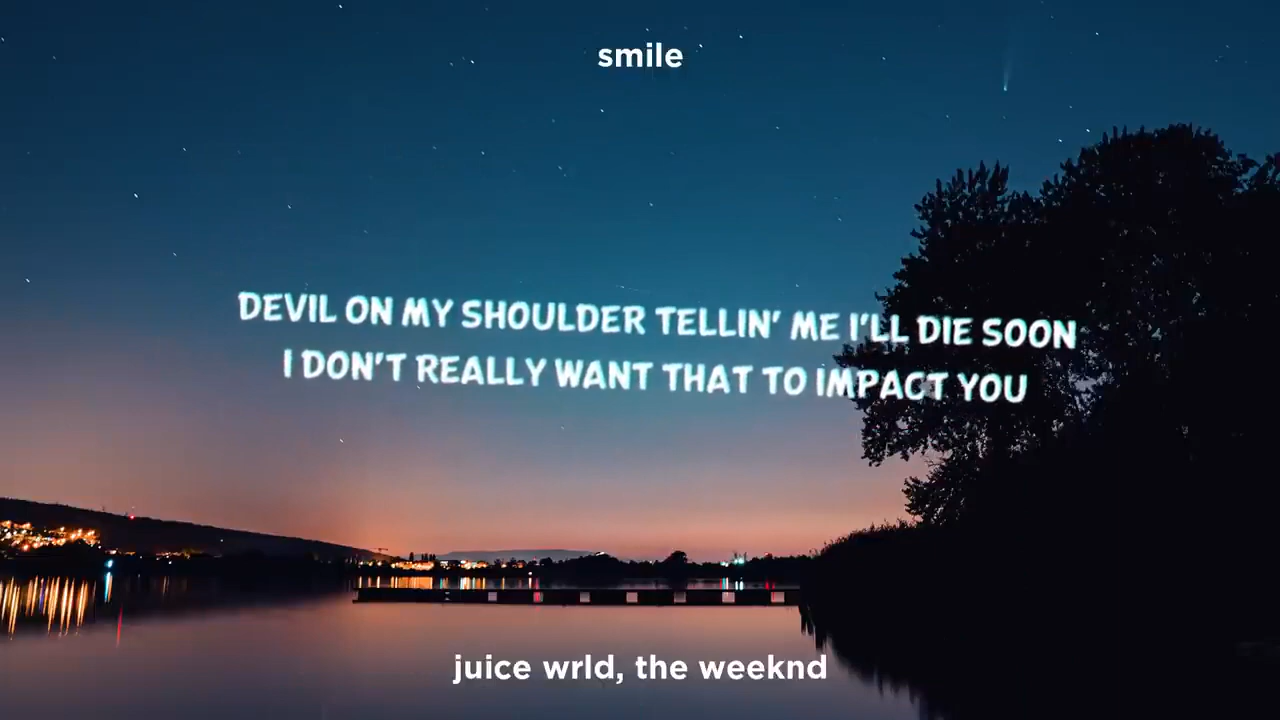 smile
DEVIL ON MY SHOULDER TELLIN' ME I'LL DIE SOON
I DON'T REALLY WANT THAT TO IMPACT YOU
juice wrld, the weeknd